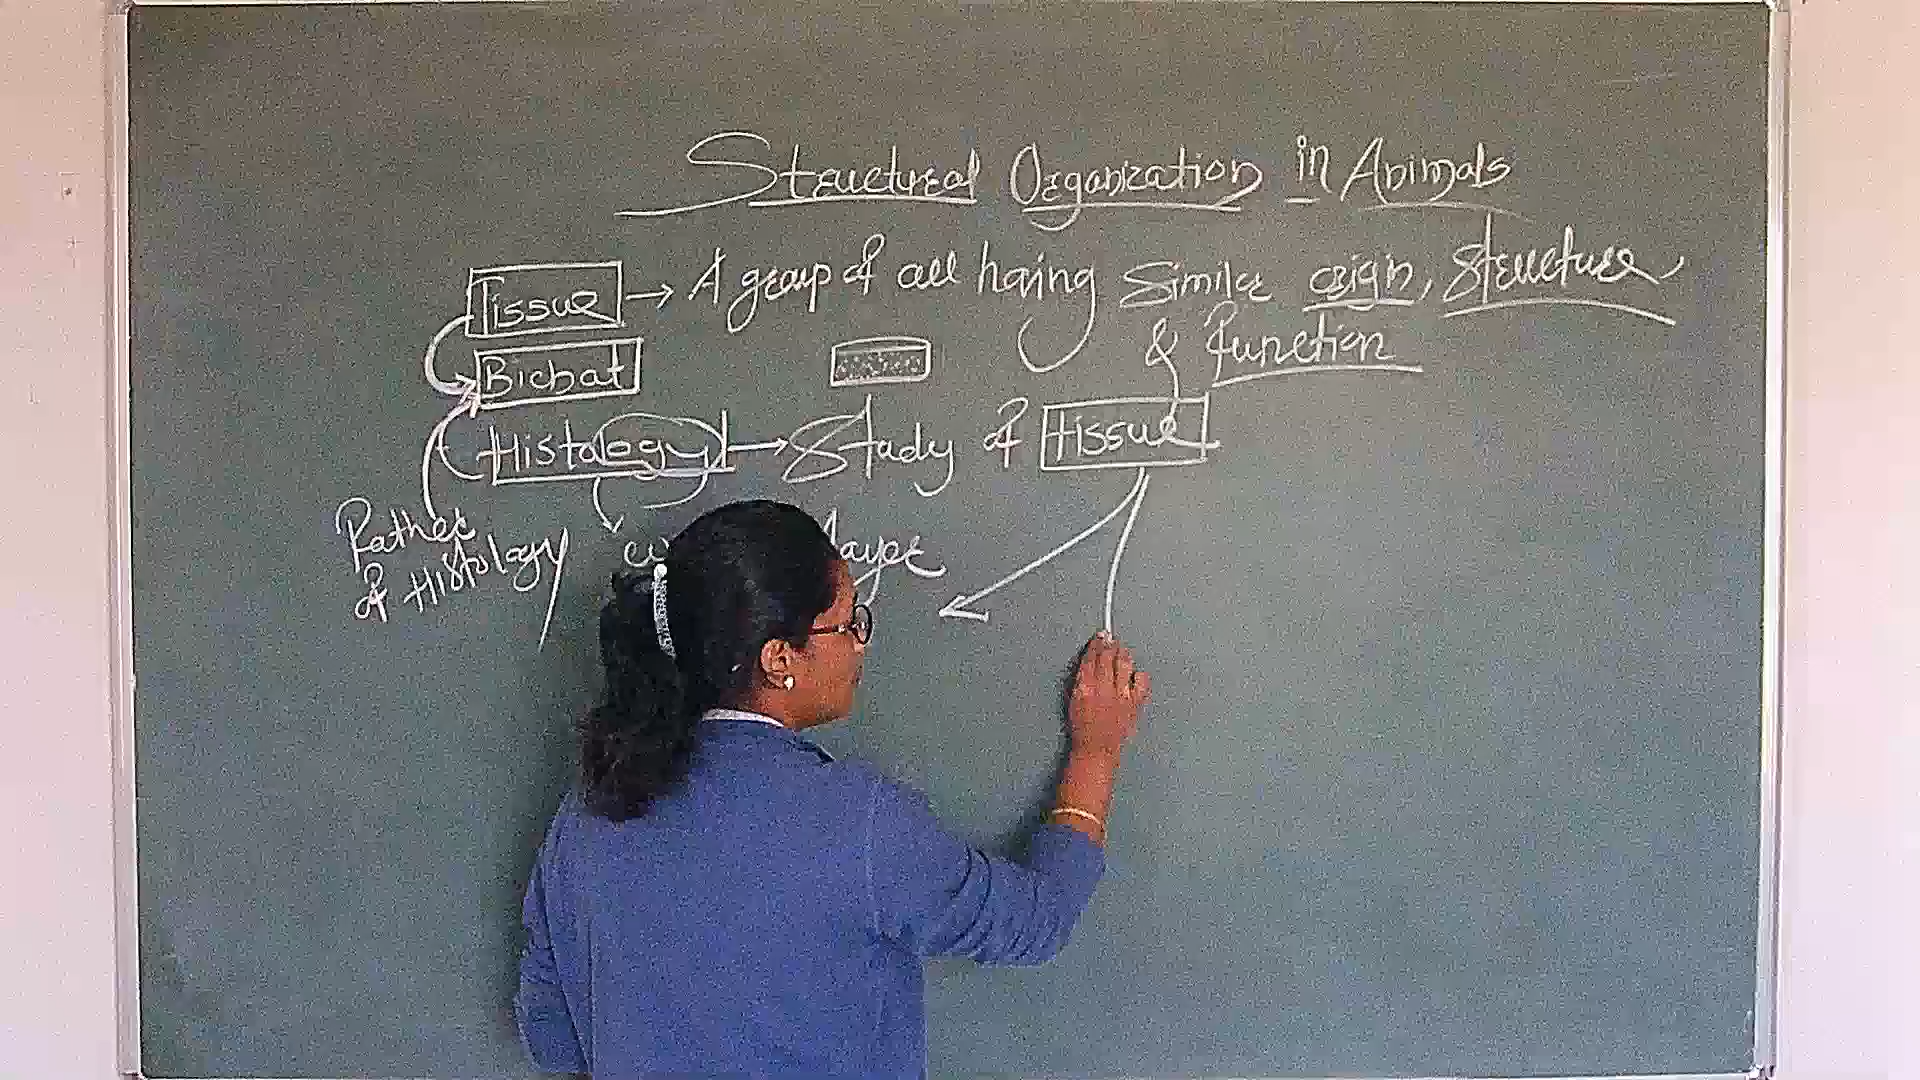 Structural Organization in Animals
Tissue → A group of cell having Similar origin, Structure
& function
Bichat
Histology → Study of tissue
Mayer
Father
of Histology